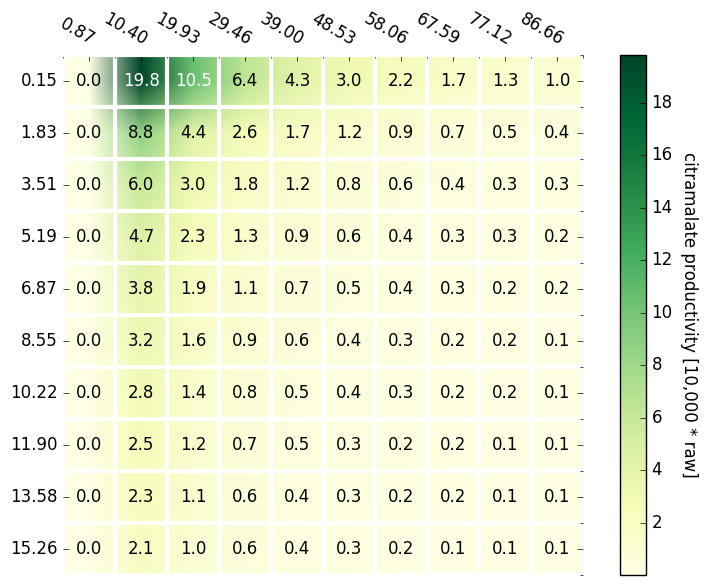 0.87 10.40 19.93 29.46 39.00 48.53 58.06 67.59 77.12 86.66
0.15 0.0 19.8 10.5 6.4 4.3 3.0 2.2 1.7 1.3 1.0
1.83 0.0 8.8 4.4 2.6 1.7 1.2 0.9 0.7 0.5 0.4
3.51 0.0 6.0 3.0 1.8 1.2 0.8 0.6 0.4 0.3 0.3
5.19 0.0 4.7 2.3 1.3 0.9 0.6 0.4 0.3 0.3 0.2
6.87 0.0 3.8 1.9 1.1 0.7 0.5 0.4 0.3 0.2 0.2
8.55 0.0 3.2 1.6 0.9 0.6 0.4 0.3 0.2 0.2 0.1
10.22 0.0 2.8 1.4 0.8 0.5 0.4 0.3 0.2 0.2 0.1
11.90 0.0 2.5 1.2 0.7 0.5 0.3 0.2 0.2 0.1 0.1
13.58 0.0 2.3 1.1 0.6 0.4 0.3 0.2 0.2 0.1 0.1
15.26 0.0 2.1 1.0 0.6 0.4 0.3 0.2 0.1 0.1 0.1
18
16
14
12
10
8
6
4
2
citramalate productivity [10,000 * raw]